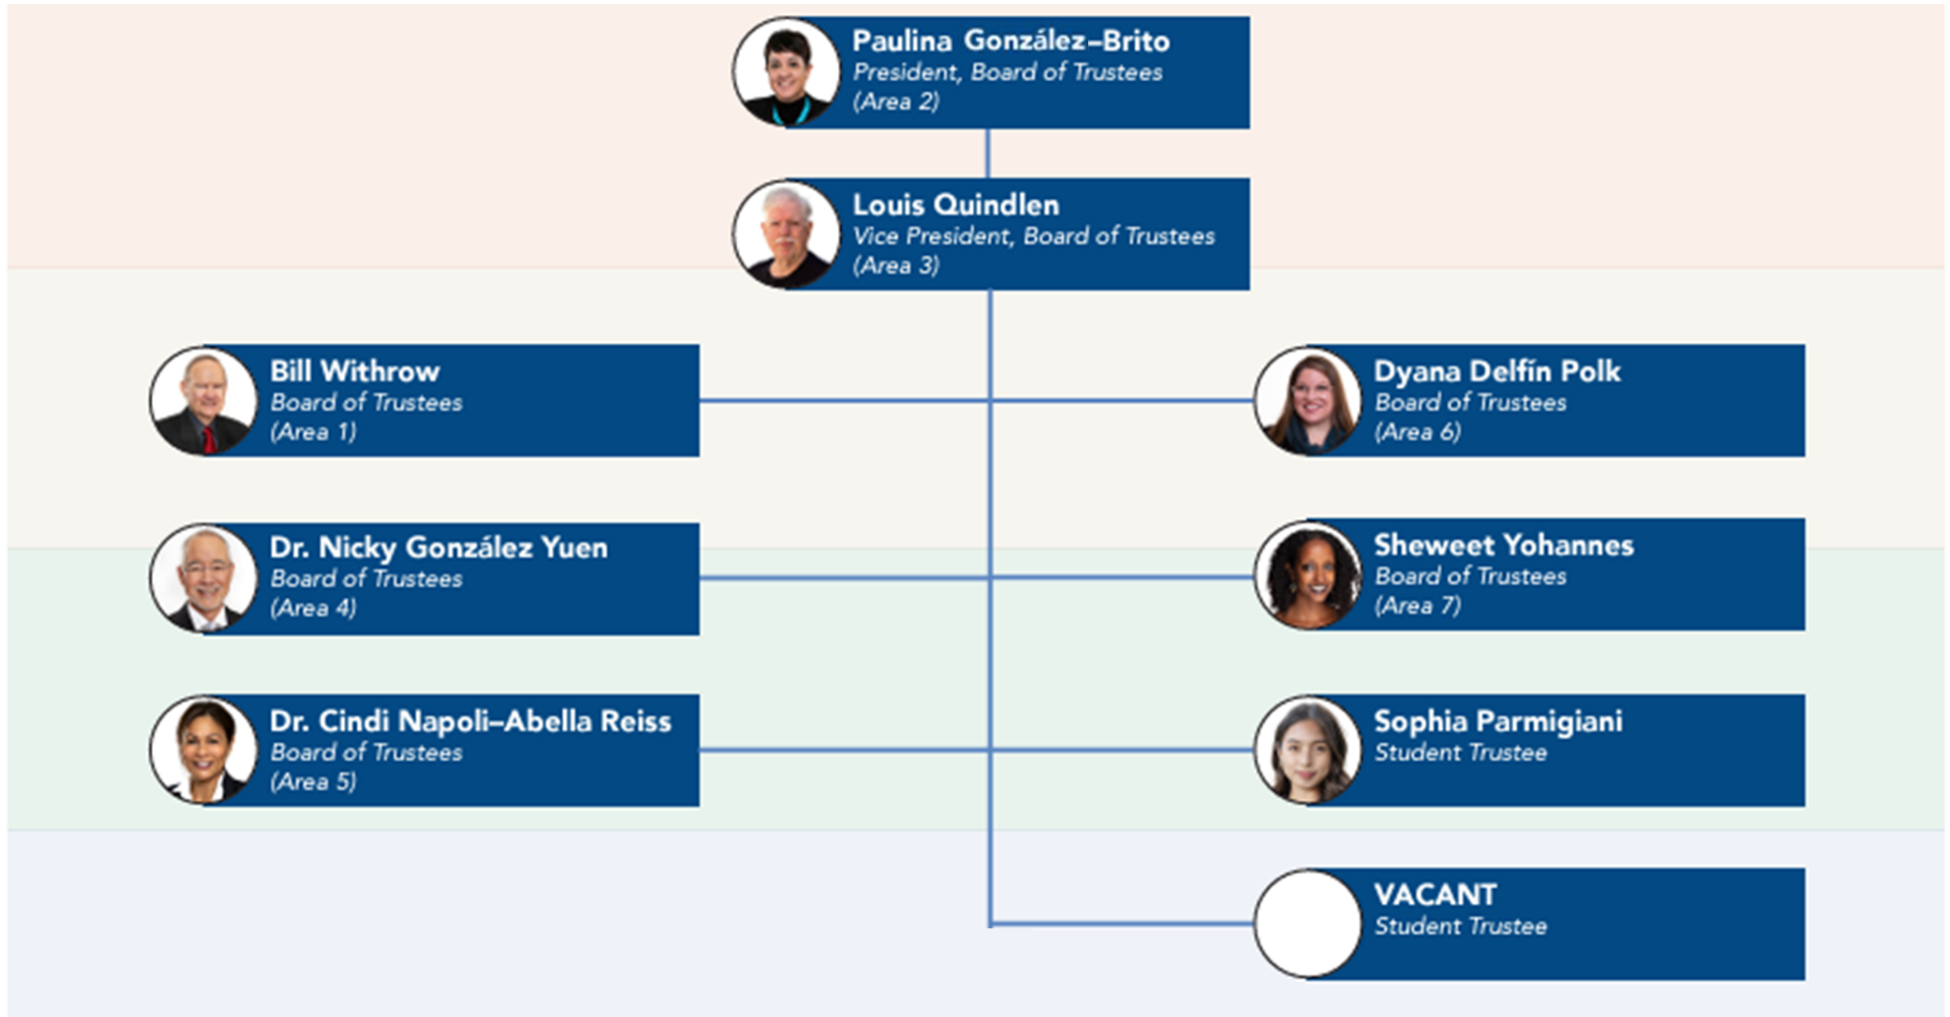 Paulina González–Brito
President, Board of Trustees
(Area 2)
Louis Quindlen
Vice President, Board of Trustees
(Area 3)
Bill Withrow
Board of Trustees
(Area 1)
Dyana Delfín Polk
Board of Trustees
(Area 6)
Dr. Nicky González Yuen
Board of Trustees
(Area 4)
Sheweet Yohannes
Board of Trustees
(Area 7)
Dr. Cindi Napoli–Abella Reiss
Board of Trustees
(Area 5)
Sophia Parmigiani
Student Trustee
VACANT
Student Trustee